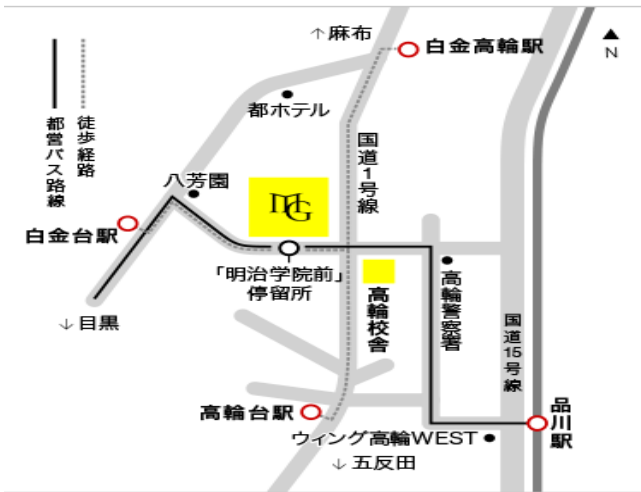 ↑麻布
白金高輪駅
N
都営バス路線
徒歩経路
都ホテル
国道1号線
八芳園
MG
白金台駅
「明治学院前」
停留所
高輪校舎
高輪警察署
国道15号線
↓目黒
高輪台駅
品川駅
ウィング高輪WEST
↓五反田